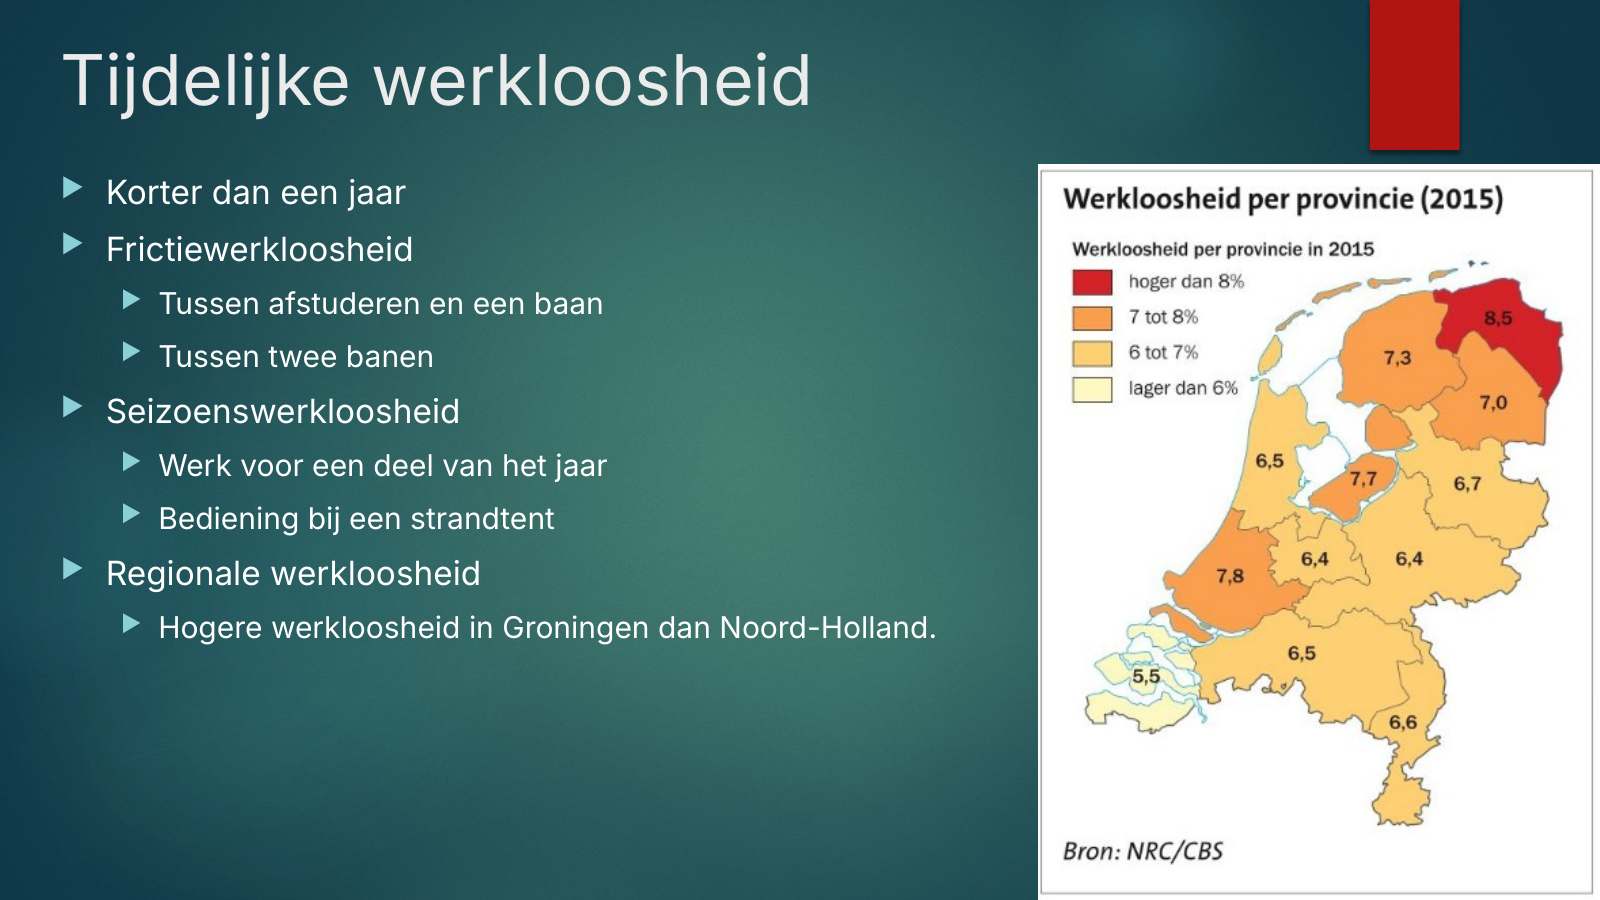 Tijdelijke werkloosheid
Korter dan een jaar
Frictiewerkloosheid
Tussen afstuderen en een baan
Tussen twee banen
Seizoenswerkloosheid
Werk voor een deel van het jaar
Bediening bij een strandtent
Regionale werkloosheid
Hogere werkloosheid in Groningen dan Noord-Holland.
Werkloosheid per provincie (2015)
Werkloosheid per provincie in 2015
hoger dan 8%
7 tot 8%
6 tot 7%
lager dan 6%
8,5
7,3
7,0
6,5
7,7
6,7
7,8
6,4
6,4
6,5
5,5
6,6
Bron: NRC/CBS